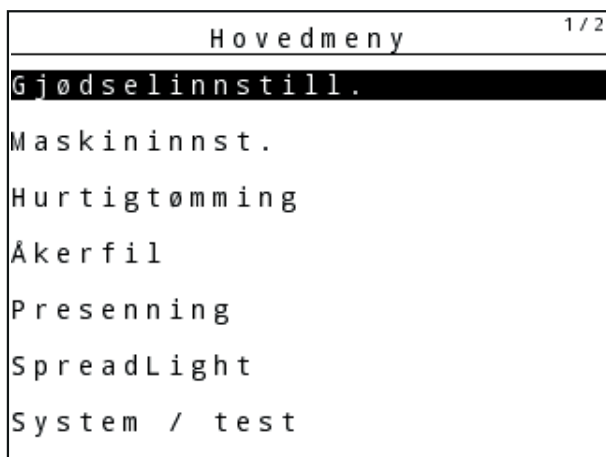 Hovedmeny 1/2
Gjødselinnstill.
Maskininnst.
Hurtigtømming
Åkerfil
Presenning
SpreadLight
System / test